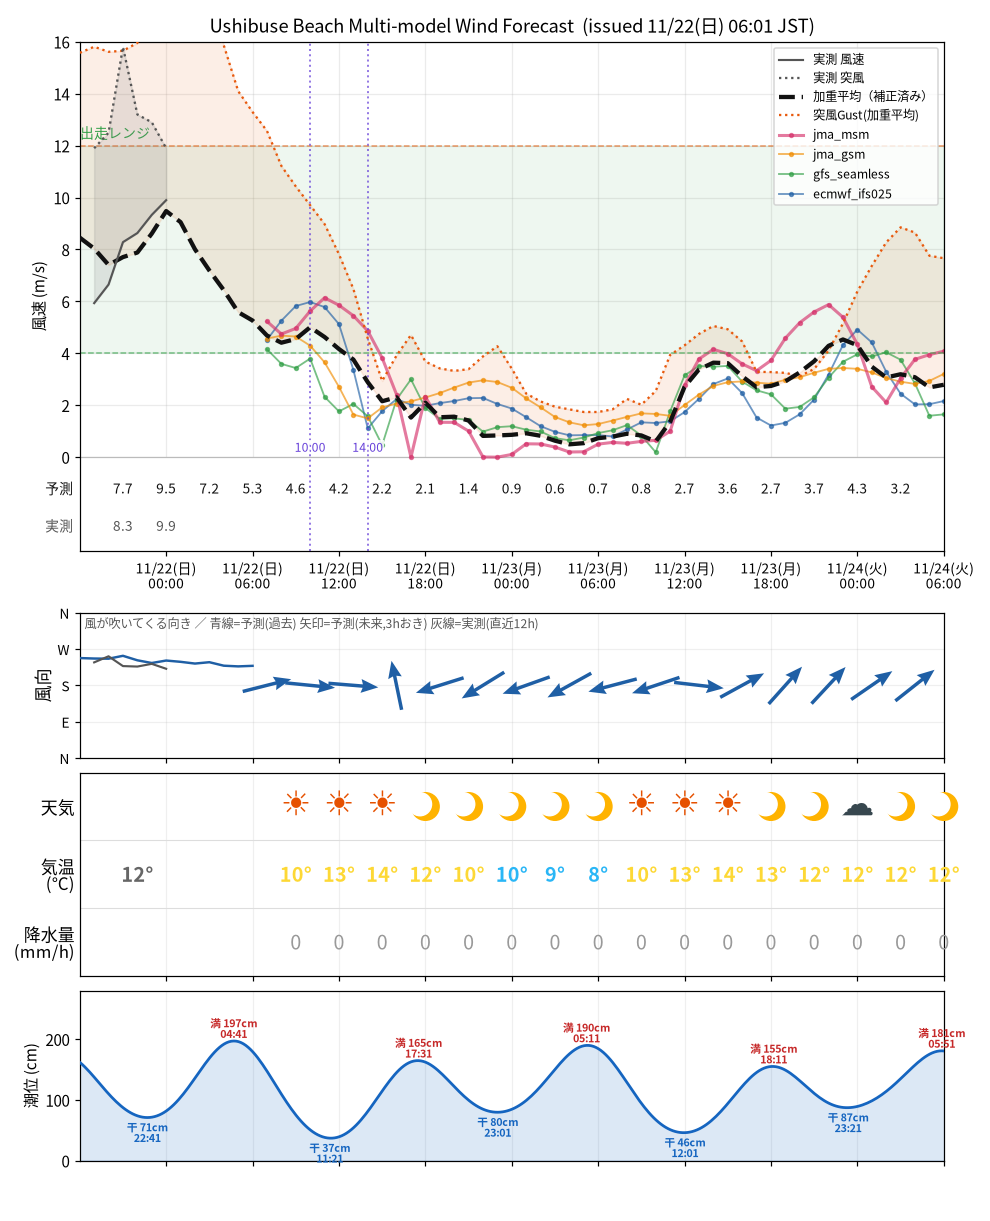 Ushibuse Beach Multi-model Wind Forecast (issued 11/22(日) 06:01 JST)
16
14
12
10
8
6
4
2
0
風速 (m/s)
出走レンジ
実測 風速
実測 突風
加重平均（補正済み）
突風Gust(加重平均)
jma_msm
jma_gsm
gfs_seamless
ecmwf_ifs025
10:00 14:00
予測 7.7 9.5 7.2 5.3 4.6 4.2 2.2 2.1 1.4 0.9 0.6 0.7 0.8 2.7 3.6 2.7 3.7 4.3 3.2
実測 8.3 9.9
11/22(日) 11/22(日) 11/22(日) 11/22(日) 11/23(月) 11/23(月) 11/23(月) 11/23(月) 11/24(火) 11/24(火)
00:00 06:00 12:00 18:00 00:00 06:00 12:00 18:00 00:00 06:00
風向
N
W
S
E
N
風が吹いてくる向き ／ 青線=予測(過去) 矢印=予測(未来,3hおき) 灰線=実測(直近12h)
天気
気温
(℃)
12° 10° 13° 14° 12° 10° 10° 9° 8° 10° 13° 14° 13° 12° 12° 12° 12°
降水量
(mm/h)
0 0 0 0 0 0 0 0 0 0 0 0 0 0 0 0
潮位 (cm)
200
100
0
満 197cm
04:41
満 165cm
17:31
満 190cm
05:11
満 155cm
18:11
満 181cm
05:51
干 71cm
22:41
干 37cm
11:21
干 80cm
23:01
干 46cm
12:01
干 87cm
23:21